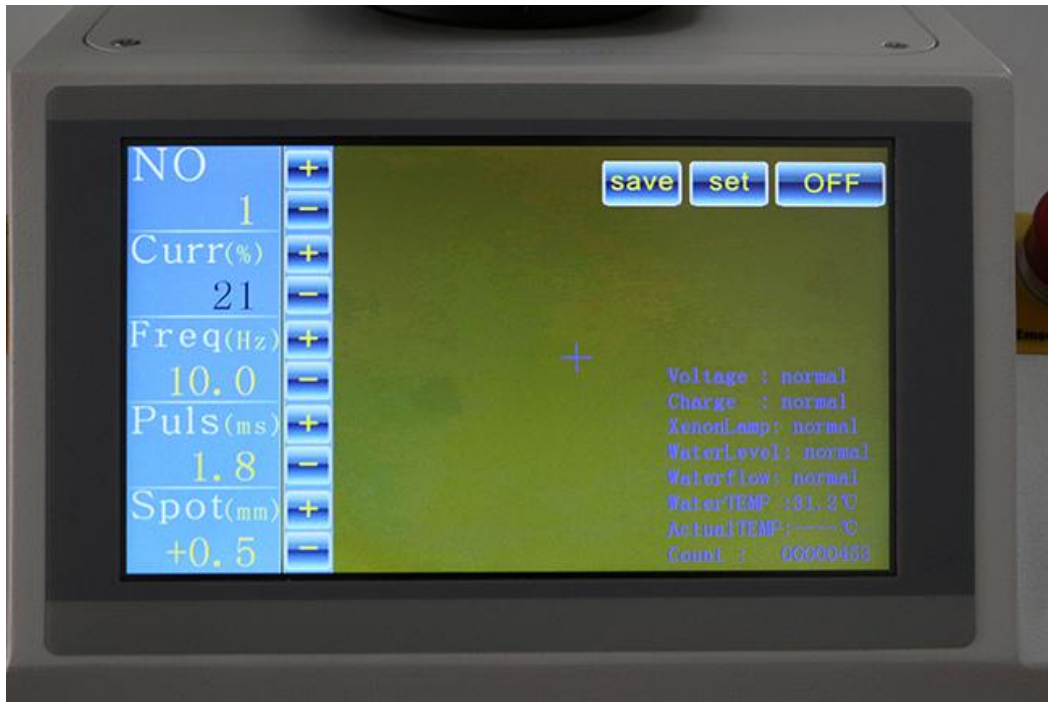 NO
1
Curr(%)
21
Freq(Hz)
10.0
Puls(ms)
1.8
Spot(mm)
+0.5
+
-
+
-
+
-
+
-
+
-
save set OFF
Voltage : normal
Charge : normal
XenonLamp: normal
WaterLevel: normal
Waterflow: normal
WaterTEMP :31.2℃
ActualTEMP:----℃
Count : 00000453